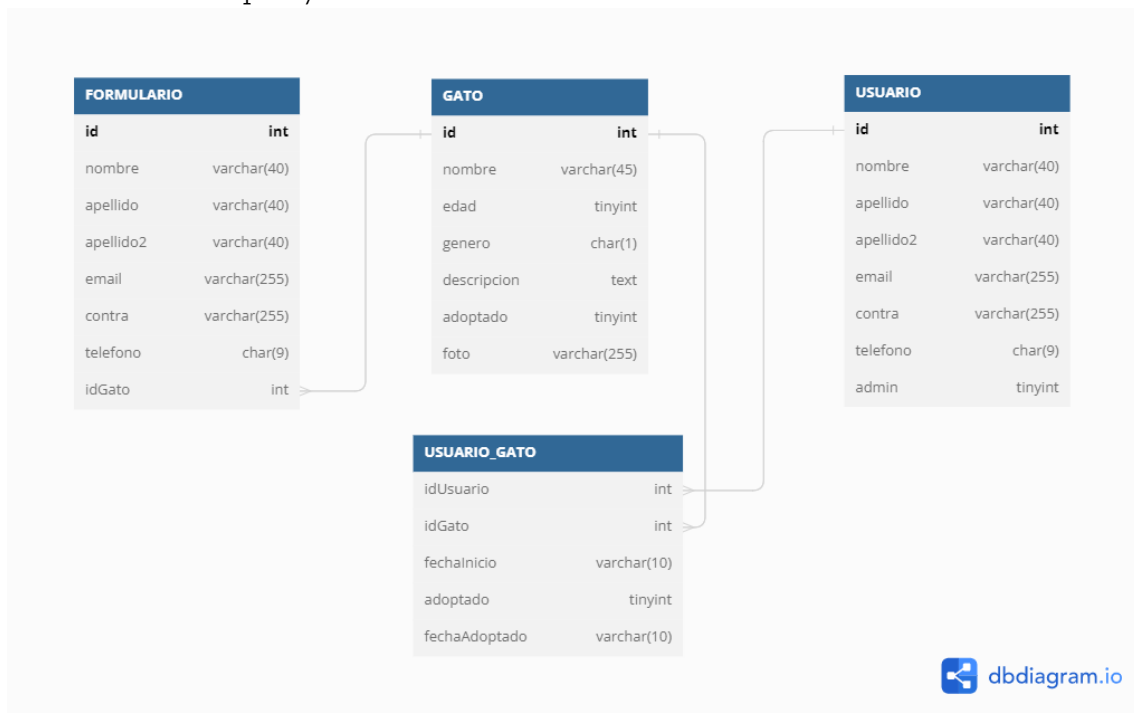 FORMULARIO
id int
nombre varchar(40)
apellido varchar(40)
apellido2 varchar(40)
email varchar(255)
contra varchar(255)
telefono char(9)
idGato int
GATO
id int
nombre varchar(45)
edad tinyint
genero char(1)
descripcion text
adoptado tinyint
foto varchar(255)
USUARIO
id int
nombre varchar(40)
apellido varchar(40)
apellido2 varchar(40)
email varchar(255)
contra varchar(255)
telefono char(9)
admin tinyint
USUARIO_GATO
idUsuario int
idGato int
fechaInicio varchar(10)
adoptado tinyint
fechaAdoptado varchar(10)
dbdiagram.io